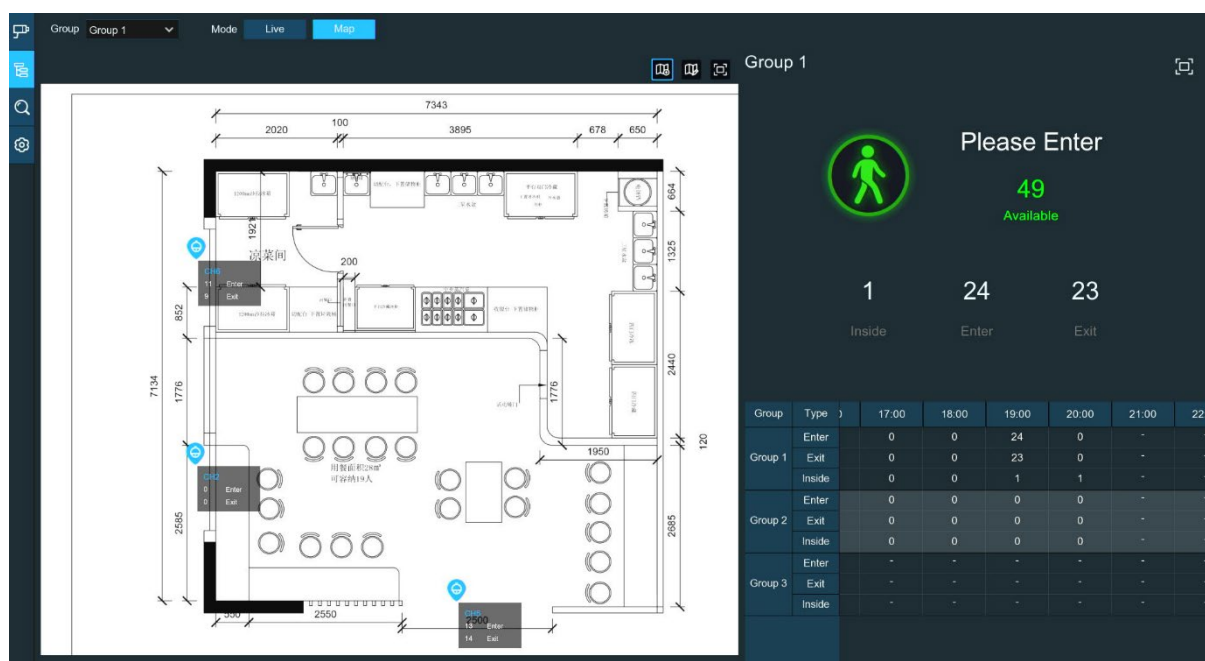 Group Group 1 Mode Live Map
Group 1
7343
2020 100 3895 678 650
Please Enter
49
Available
1 24 23
Inside Enter Exit
664
1921
凉菜间
200
1325
CH6
11 Enter
9 Exit
852
7134
1776
1776
2440
120
1950
用餐面积28㎡
可容纳19人
CH2
0 Enter
0 Exit
2585
2685
CH5
2500
13 Enter
14 Exit
550 2550
Group Type 17:00 18:00 19:00 20:00 21:00 22:
Group 1
Enter 0 0 24 0 -
Exit 0 0 23 0 -
Inside 0 0 1 1 -
Group 2
Enter 0 0 0 0 -
Exit 0 0 0 0 -
Inside 0 0 0 0 -
Group 3
Enter - - - - -
Exit - - - - -
Inside - - - - -